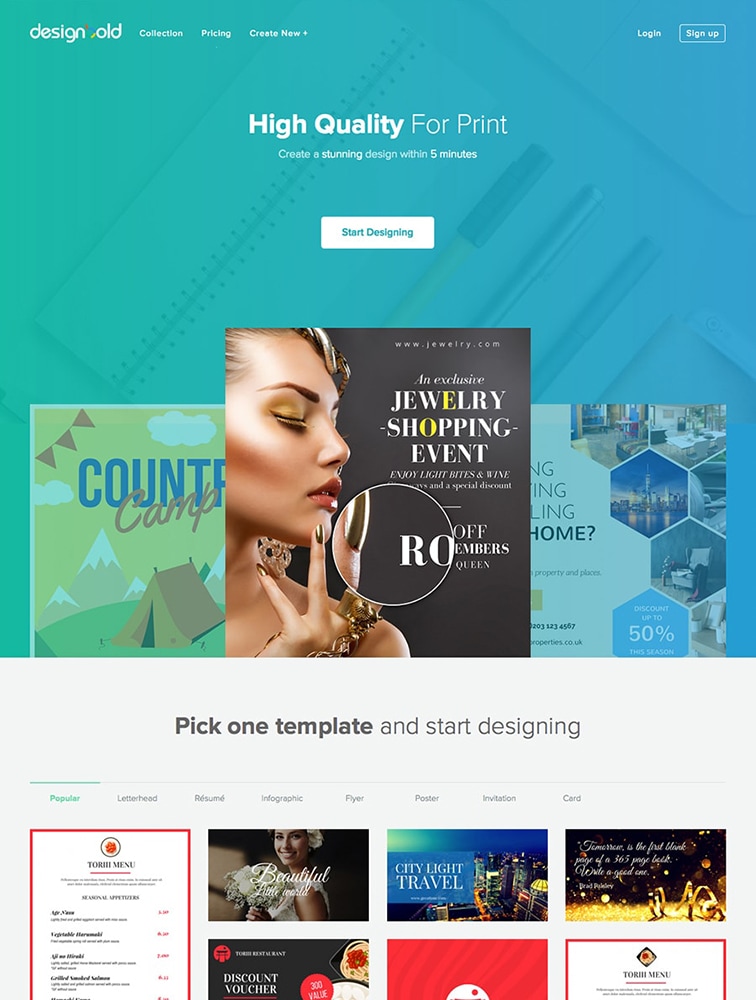 designbold
Collection
Pricing
Create New +
Login
Sign up
High Quality For Print
Create a stunning design within 5 minutes
Start Designing
www.jewelry.com
An exclusive
JEWELRY
-SHOPPING-
EVENT
ENJOY LIGHT BITES & WINE
and a special discount
RO
OFF
EMBERS
QUEEN
COUNTR
Camp
NG
ING
LING
HOME?
property and places.
0203 123 4567
properties.co.uk
DISCOUNT
UP TO
50%
THIS SEASON
Pick one template and start designing
Popular
Letterhead
Résumé
Infographic
Flyer
Poster
Invitation
Card
TORIII MENU
SEASONAL APPETIZERS
Age Nasu
Vegetable Harumaki
Aji no Hiraki
Grilled Smoked Salmon
Beautiful
Little world
CITY LIGHT
TRAVEL
"Tomorrow, is the first blank
page of a 365 page book.
Write a good one."
- Brad Paisley
TORIII RESTAURANT
DISCOUNT
VOUCHER
300
VALUE
TORIII MENU